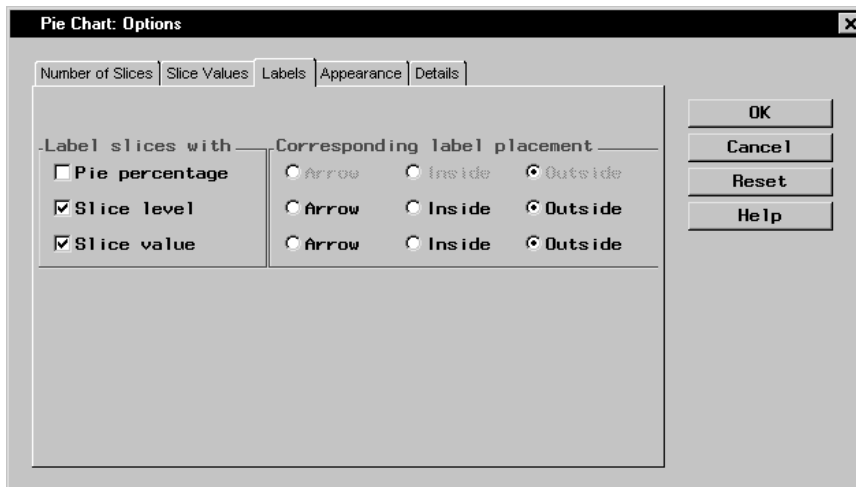 Pie Chart: Options
Number of Slices Slice Values Labels Appearance Details
Label slices with Corresponding label placement
Pie percentage Arrow Inside Outside
Slice level Arrow Inside Outside
Slice value Arrow Inside Outside
OK
Cancel
Reset
Help